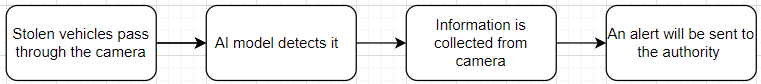 Stolen vehicles pass
through the camera
AI model detects it
Information is
collected from
camera
An alert will be sent to
the authority